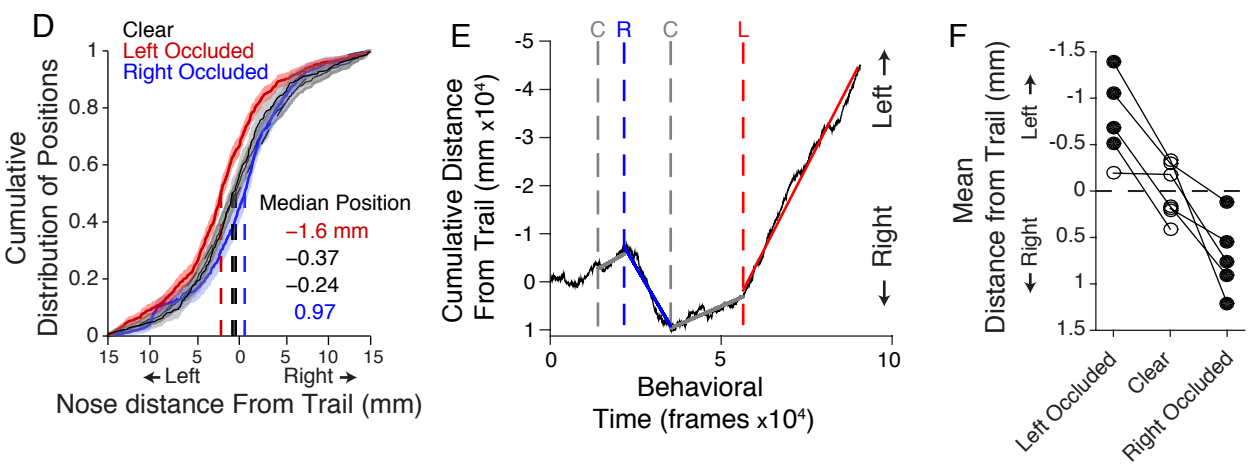 D
Clear
Left Occluded
Right Occluded
Cumulative
Distribution of Positions
1
0.8
0.6
0.4
0.2
0
Median Position
−1.6 mm
−0.37
−0.24
0.97
15 10 5 0 5 10 15
←Left Right→
Nose distance From Trail (mm)
E
C R C L
Cumulative Distance
From Trail (mm x10⁴)
-5
-4
-3
-2
-1
0
1
Left →
← Right
0 5 10
Behavioral
Time (frames x10⁴)
F
Mean
Distance from Trail (mm)
← Right Left →
-1.5
-1
-0.5
0
0.5
1
1.5
Left Occluded
Clear
Right Occluded